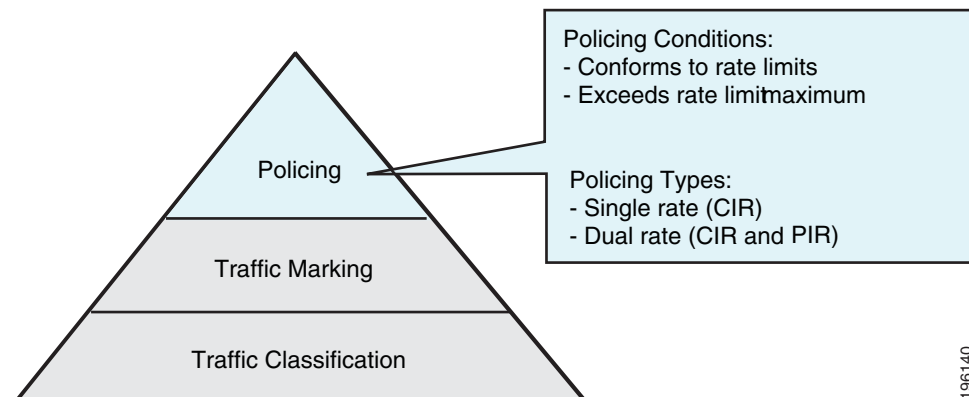 Policing Conditions:
- Conforms to rate limits
- Exceeds rate limitmaximum
Policing
Policing Types:
- Single rate (CIR)
- Dual rate (CIR and PIR)
Traffic Marking
Traffic Classification
196140